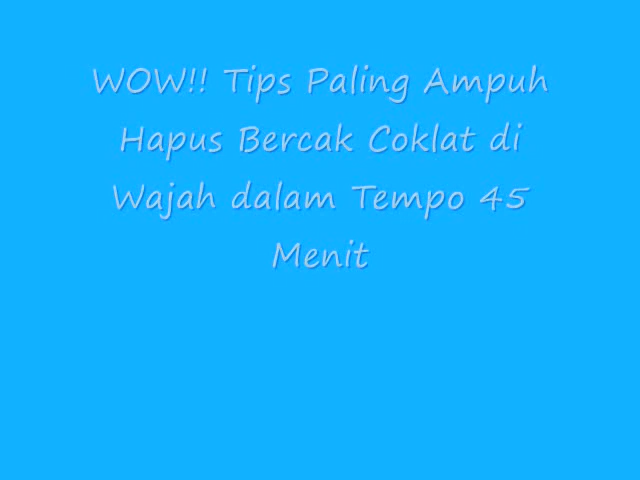 WOW!! Tips Paling Ampuh
Hapus Bercak Coklat di
Wajah dalam Tempo 45
Menit